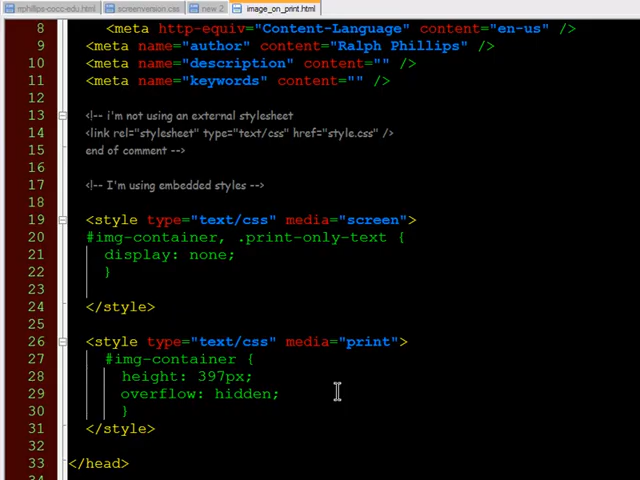 rrphillips-cocc-edu.html screenversion.css new 2 image_on_print.html
8 <meta http-equiv="Content-Language" content="en-us" />
9 <meta name="author" content="Ralph Phillips" />
10 <meta name="description" content="" />
11 <meta name="keywords" content="" />
12
13 <!-- i'm not using an external stylesheet
14 <link rel="stylesheet" type="text/css" href="style.css" />
15 end of comment -->
16
17 <!-- I'm using embedded styles -->
18
19 <style type="text/css" media="screen">
20 #img-container, .print-only-text {
21 display: none;
22 }
23
24 </style>
25
26 <style type="text/css" media="print">
27 #img-container {
28 height: 397px;
29 overflow: hidden;
30 }
31 </style>
32
33 </head>
34